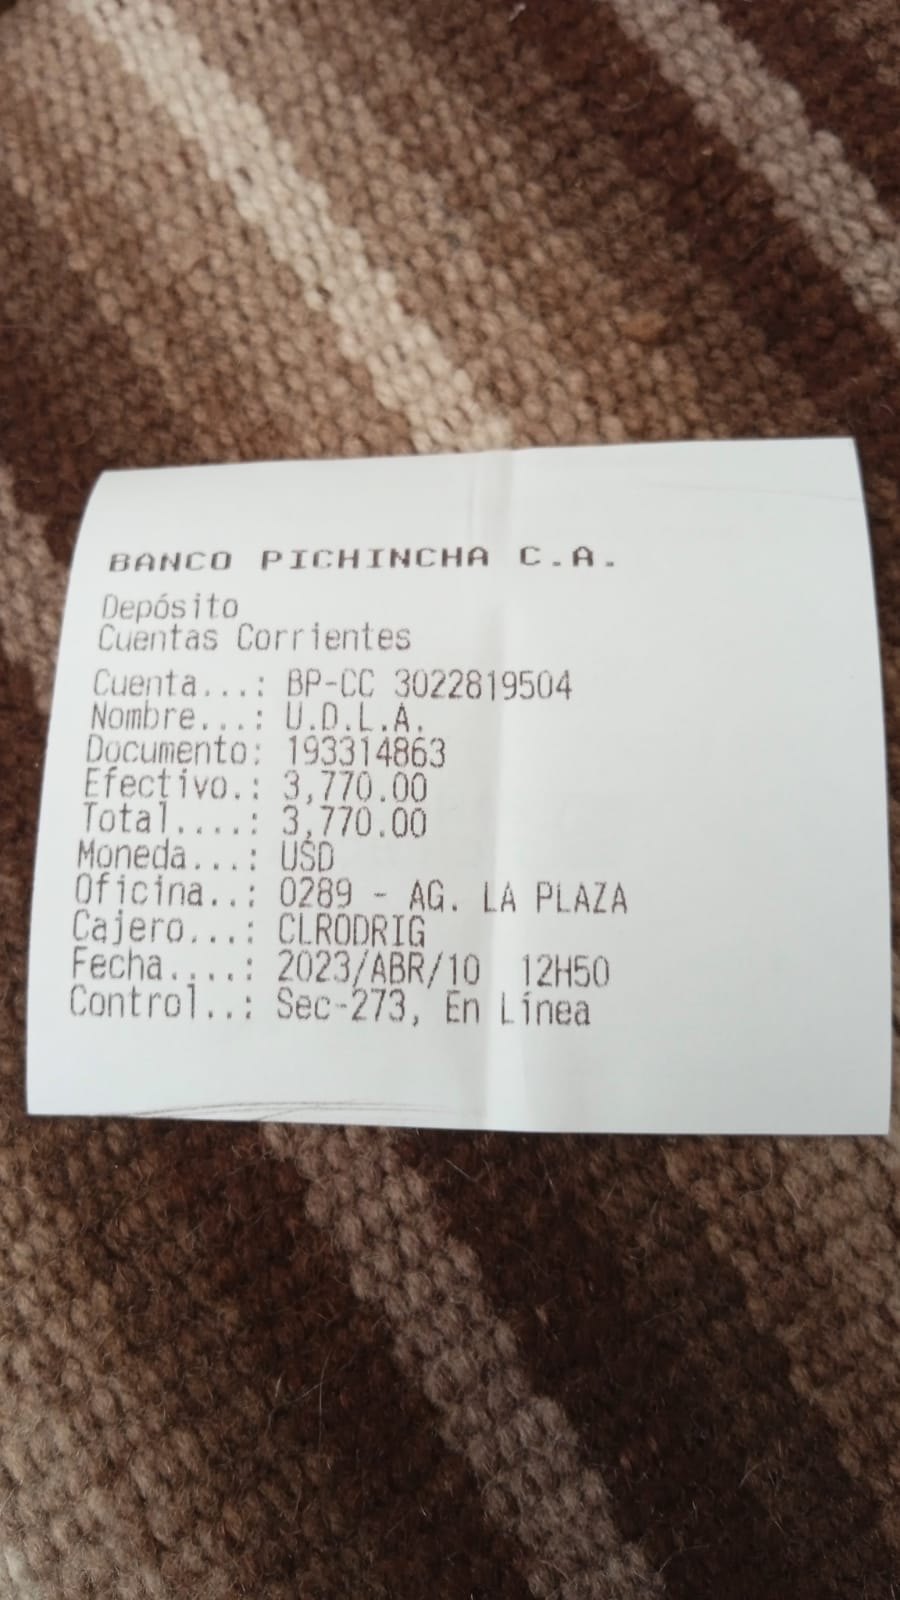 BANCO PICHINCHA C.A.
Depósito
Cuentas Corrientes
Cuenta...: BP-CC 3022819504
Nombre...: U.D.L.A.
Documento: 193314863
Efectivo.: 3,770.00
Total....: 3,770.00
Moneda...: USD
Oficina..: 0289 - AG. LA PLAZA
Cajero...: CLRODRIG
Fecha....: 2023/ABR/10 12H50
Control..: Sec-273, En Línea